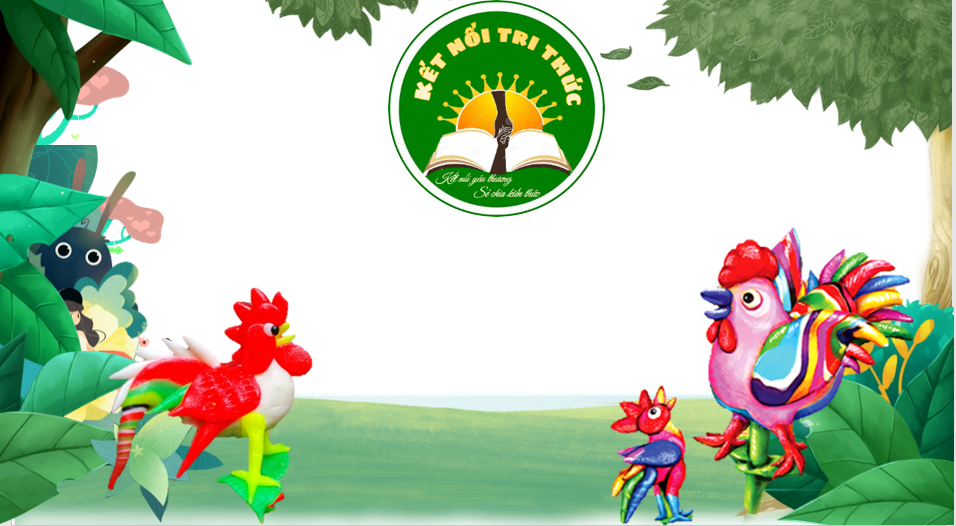 KẾT NỐI TRI THỨC
Kết nối yêu thương
Sẻ chia kiến thức